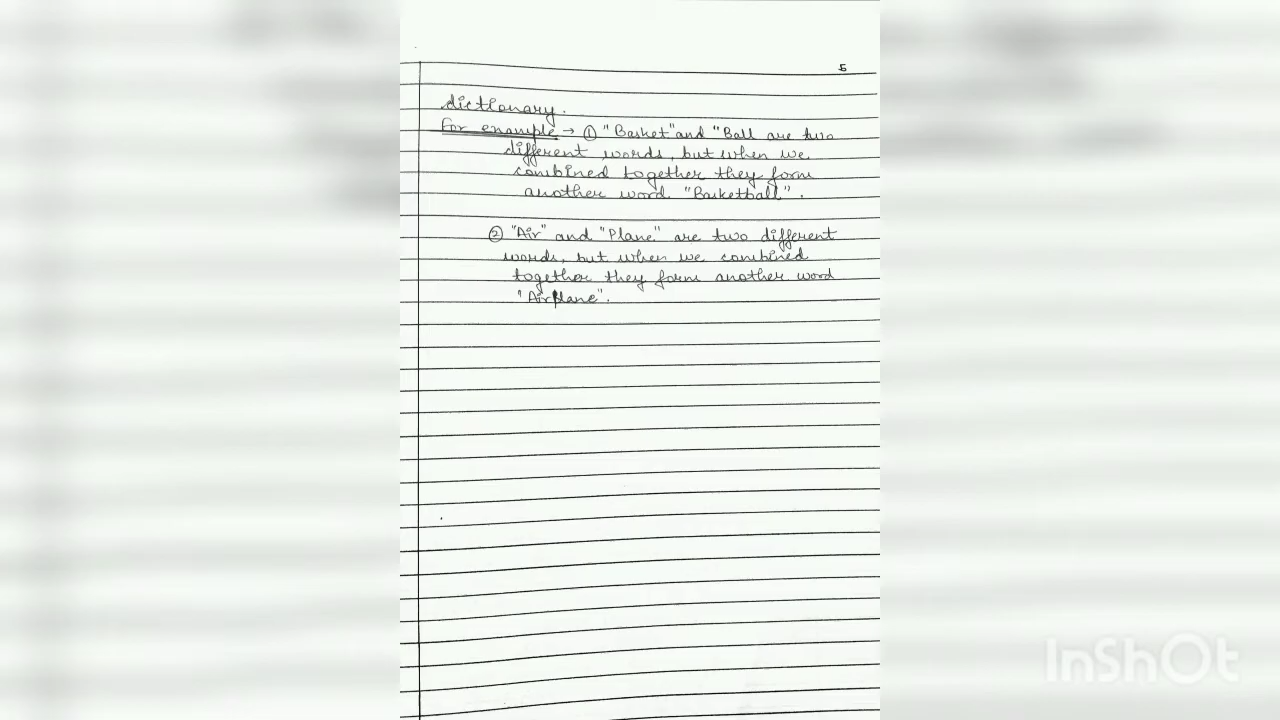 5
dictionary.
For example → ① "Basket" and "Ball are two
different words, but when we
combined together they form
another word "Basketball".
② "Air" and "Plane" are two different
words, but when we combined
together they form another word
"Airplane".
InShOt